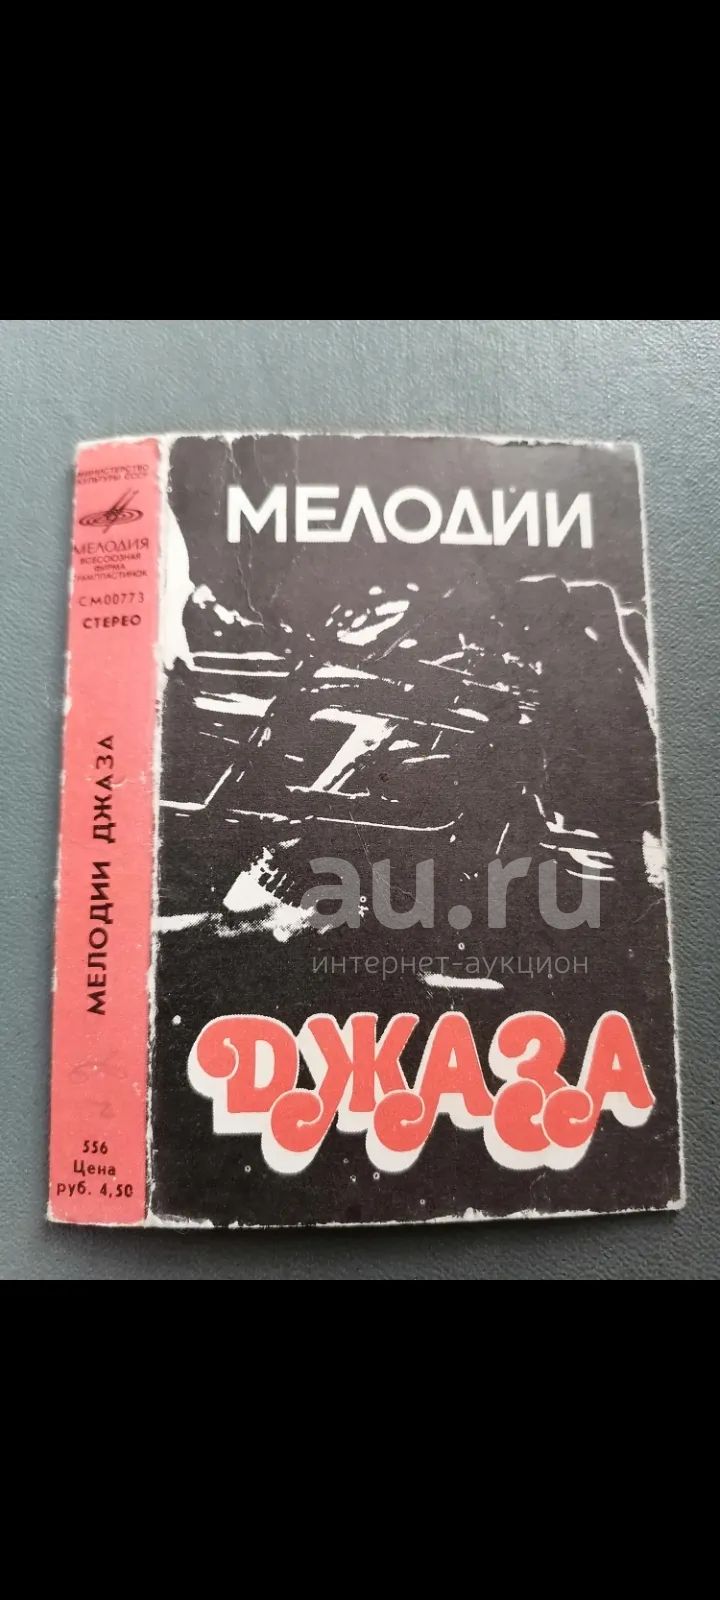 МИНИСТЕРСТВО
КУЛЬТУРЫ СССР
МЕЛОДИЯ
ВСЕСОЮЗНАЯ
ФИРМА
ГРАМПЛАСТИНОК
СМ00773
СТЕРЕО
МЕЛОДИИ ДЖАЗА
556
Цена
руб. 4,50
МЕЛОДИИ
ДЖАЗА
au.ru
интернет-аукцион